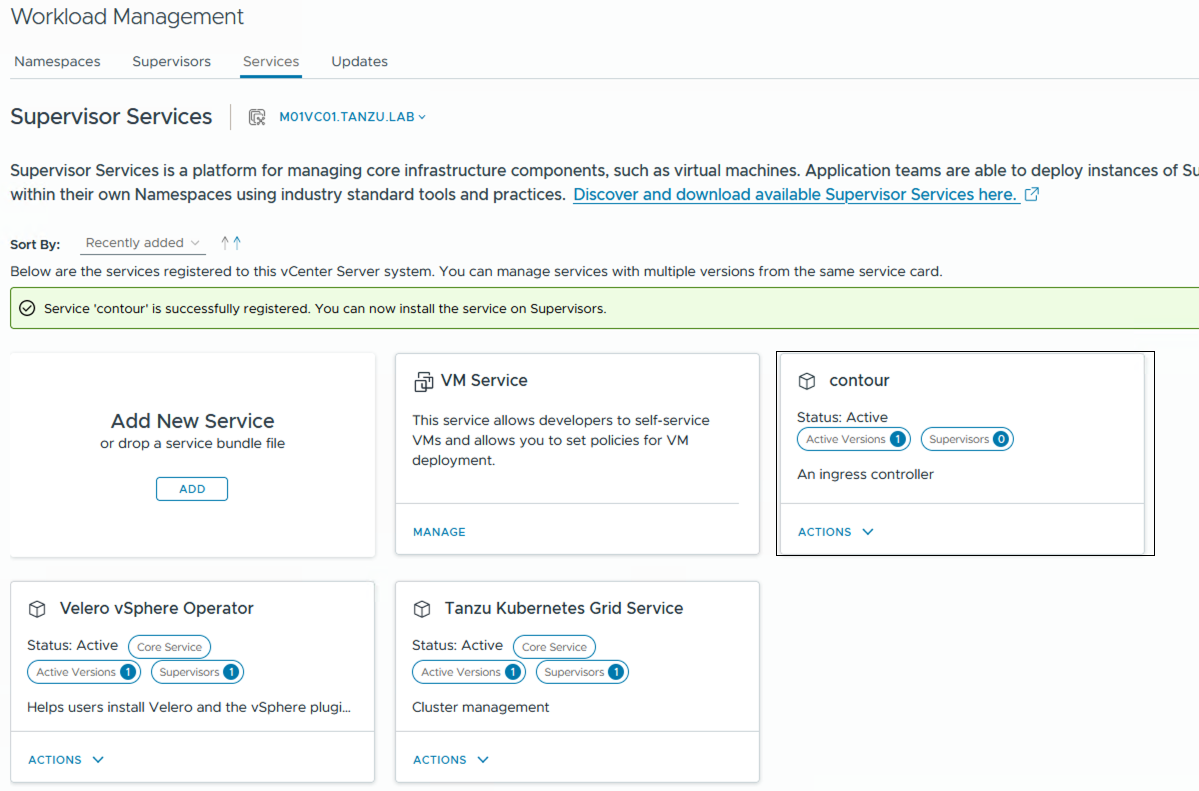 Workload Management
Namespaces Supervisors Services Updates
Supervisor Services M01VC01.TANZU.LAB
Supervisor Services is a platform for managing core infrastructure components, such as virtual machines. Application teams are able to deploy instances of Su
within their own Namespaces using industry standard tools and practices. Discover and download available Supervisor Services here.
Sort By: Recently added
Below are the services registered to this vCenter Server system. You can manage services with multiple versions from the same service card.
Service 'contour' is successfully registered. You can now install the service on Supervisors.
Add New Service
or drop a service bundle file
ADD
VM Service
This service allows developers to self-service
VMs and allows you to set policies for VM
deployment.
MANAGE
contour
Status: Active
Active Versions 1 Supervisors 0
An ingress controller
ACTIONS
Velero vSphere Operator
Status: Active Core Service
Active Versions 1 Supervisors 1
Helps users install Velero and the vSphere plugi...
ACTIONS
Tanzu Kubernetes Grid Service
Status: Active Core Service
Active Versions 1 Supervisors 1
Cluster management
ACTIONS